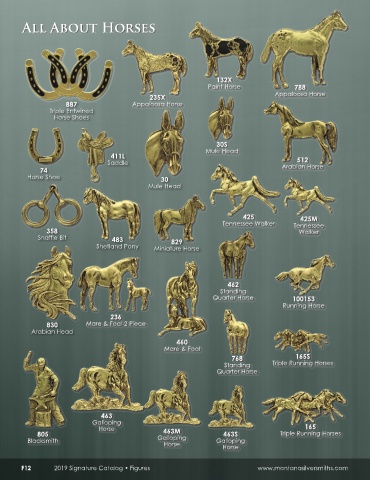 All About Horses
887
Triple Entwined
Horse Shoes
235X
Appaloosa Horse
132X
Paint Horse
788
Appaloosa Horse
74
Horse Shoe
411L
Saddle
30
Mule Head
30S
Mule Head
512
Arabian Horse
358
Snaffle Bit
483
Shetland Pony
829
Miniature Horse
425
Tennessee Walker
425M
Tennessee
Walker
830
Arabian Head
236
Mare & Foal 2 Piece
460
Mare & Foal
462
Standing
Quarter Horse
100153
Running Horse
768
Standing
Quarter Horse
165S
Triple Running Horses
805
Blacksmith
463
Galloping
Horse
463M
Galloping
Horse
463S
Galloping
Horse
165
Triple Running Horses
F12 2019 Signature Catalog • Figures www.montanasilversmiths.com